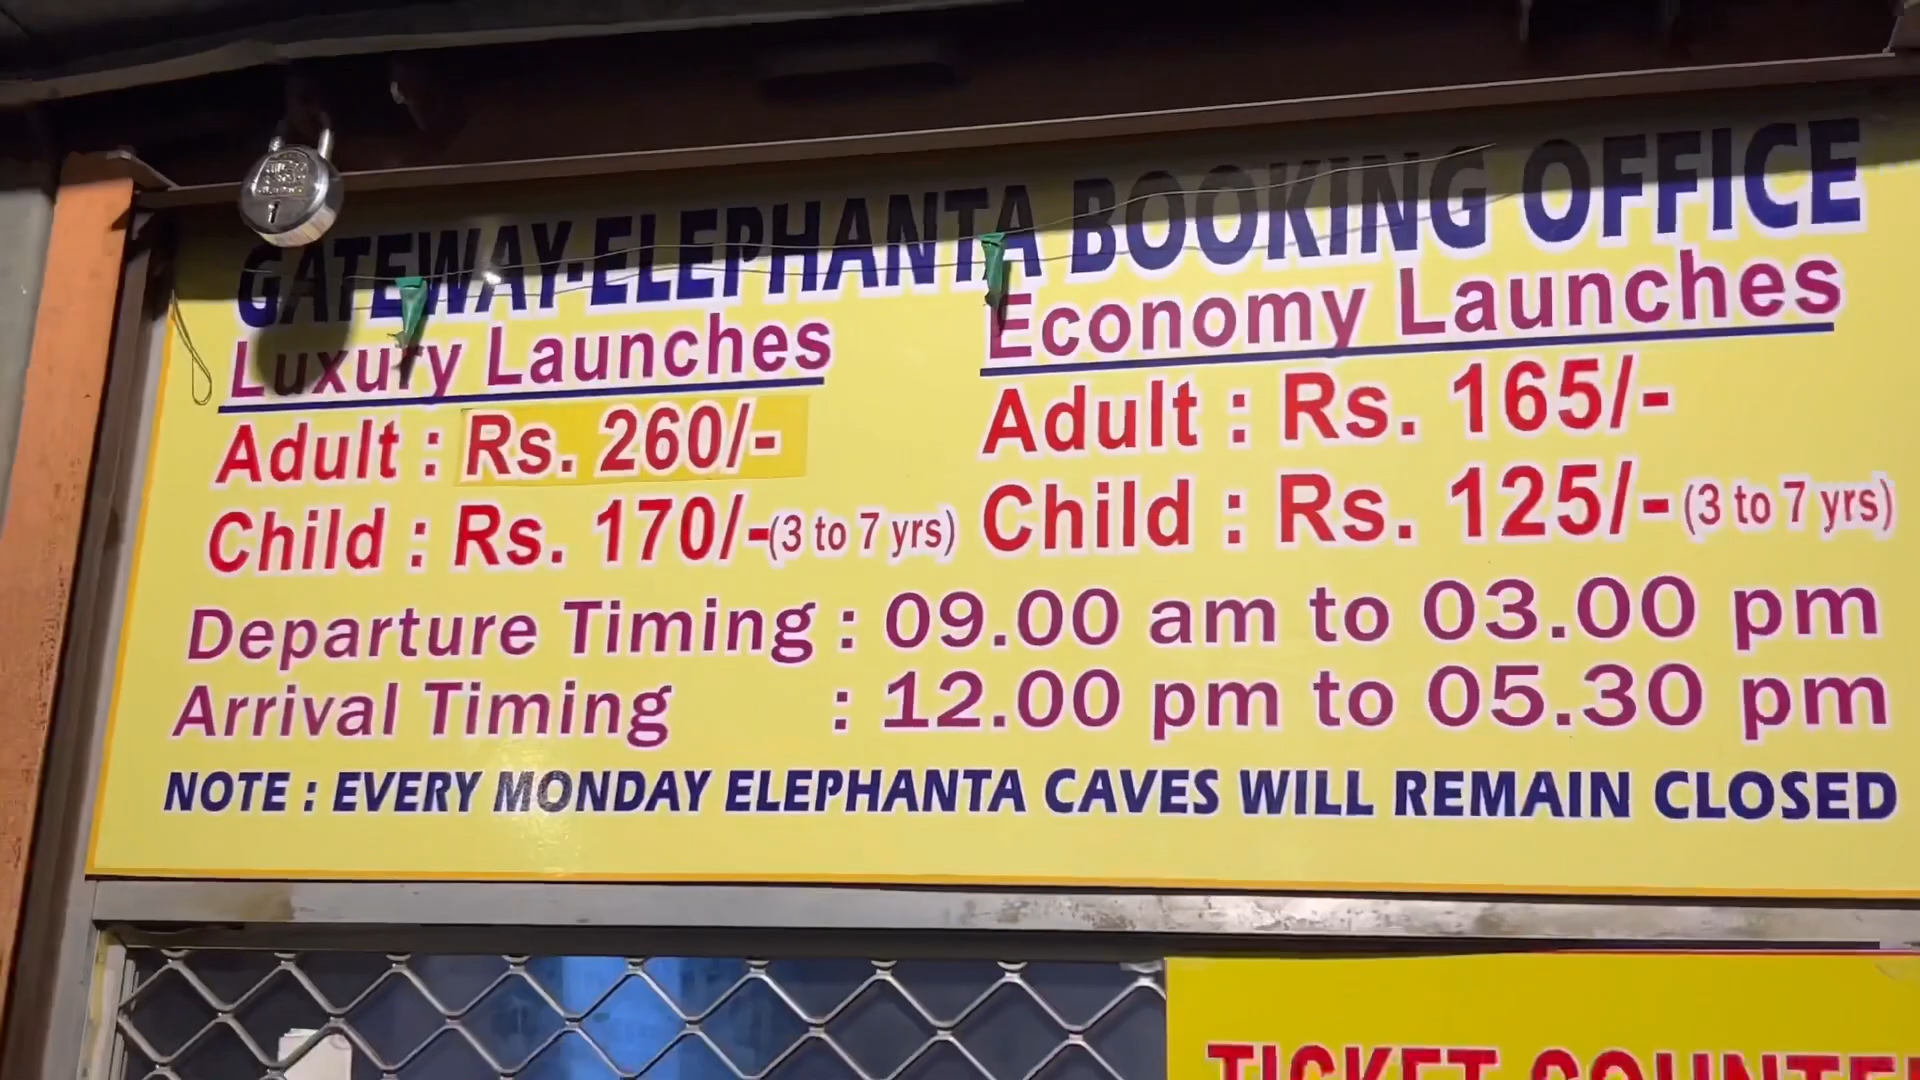 GATEWAY-ELEPHANTA BOOKING OFFICE
Luxury Launches
Adult : Rs. 260/-
Child : Rs. 170/-(3 to 7 yrs)
Economy Launches
Adult : Rs. 165/-
Child : Rs. 125/-(3 to 7 yrs)
Departure Timing : 09.00 am to 03.00 pm
Arrival Timing : 12.00 pm to 05.30 pm
NOTE : EVERY MONDAY ELEPHANTA CAVES WILL REMAIN CLOSED
TICKET